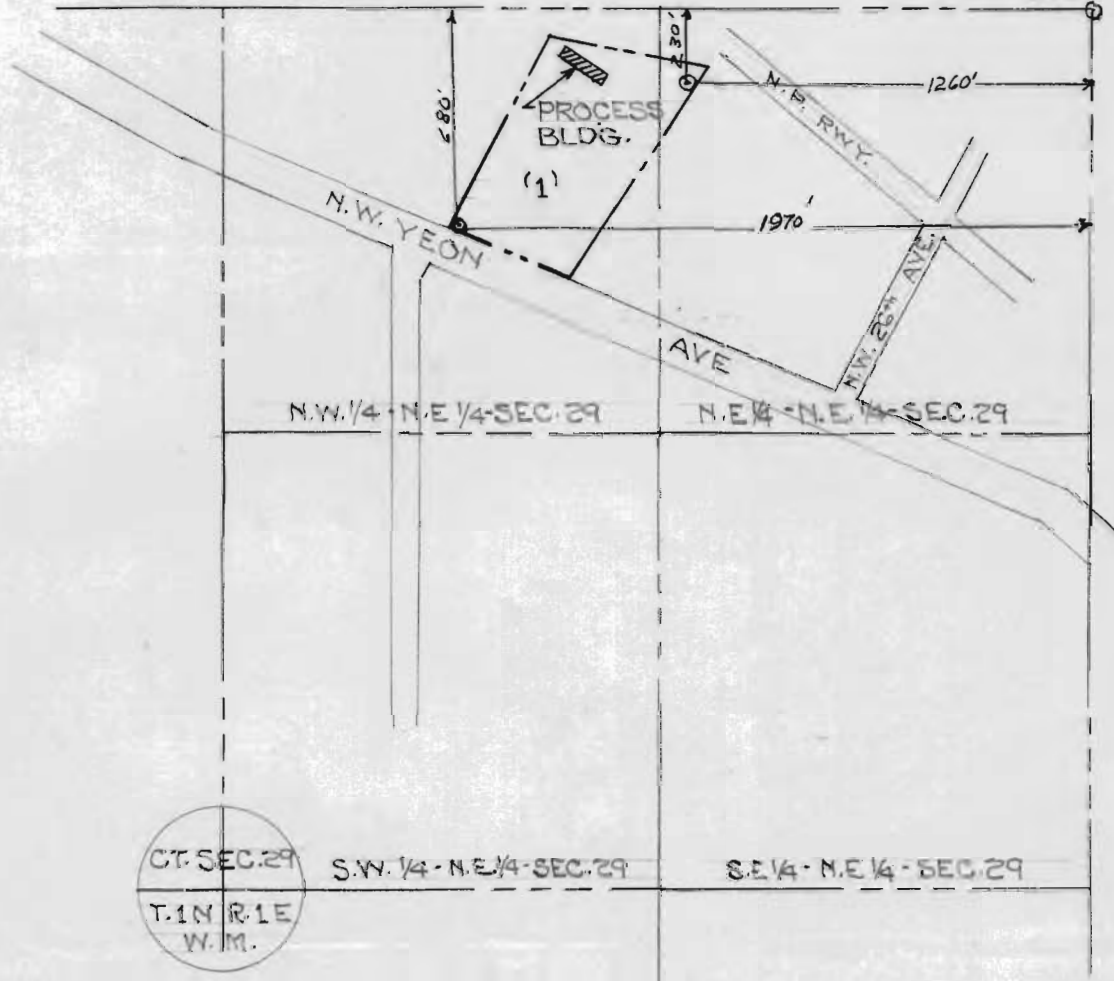 230'
1260'
N.P. RWY.
680'
PROCESS
BLDG.
(1)
1970'
N.W. YEON
AVE
N.W. 26th AVE.
N.W. 1/4 - N.E 1/4 - SEC. 29
N.E 1/4 - N.E. 1/4 - SEC. 29
CT. SEC. 29
T. 1 N R. 1 E
W. M.
S.W. 1/4 - N.E. 1/4 - SEC. 29
S.E 1/4 - N.E 1/4 - SEC. 29